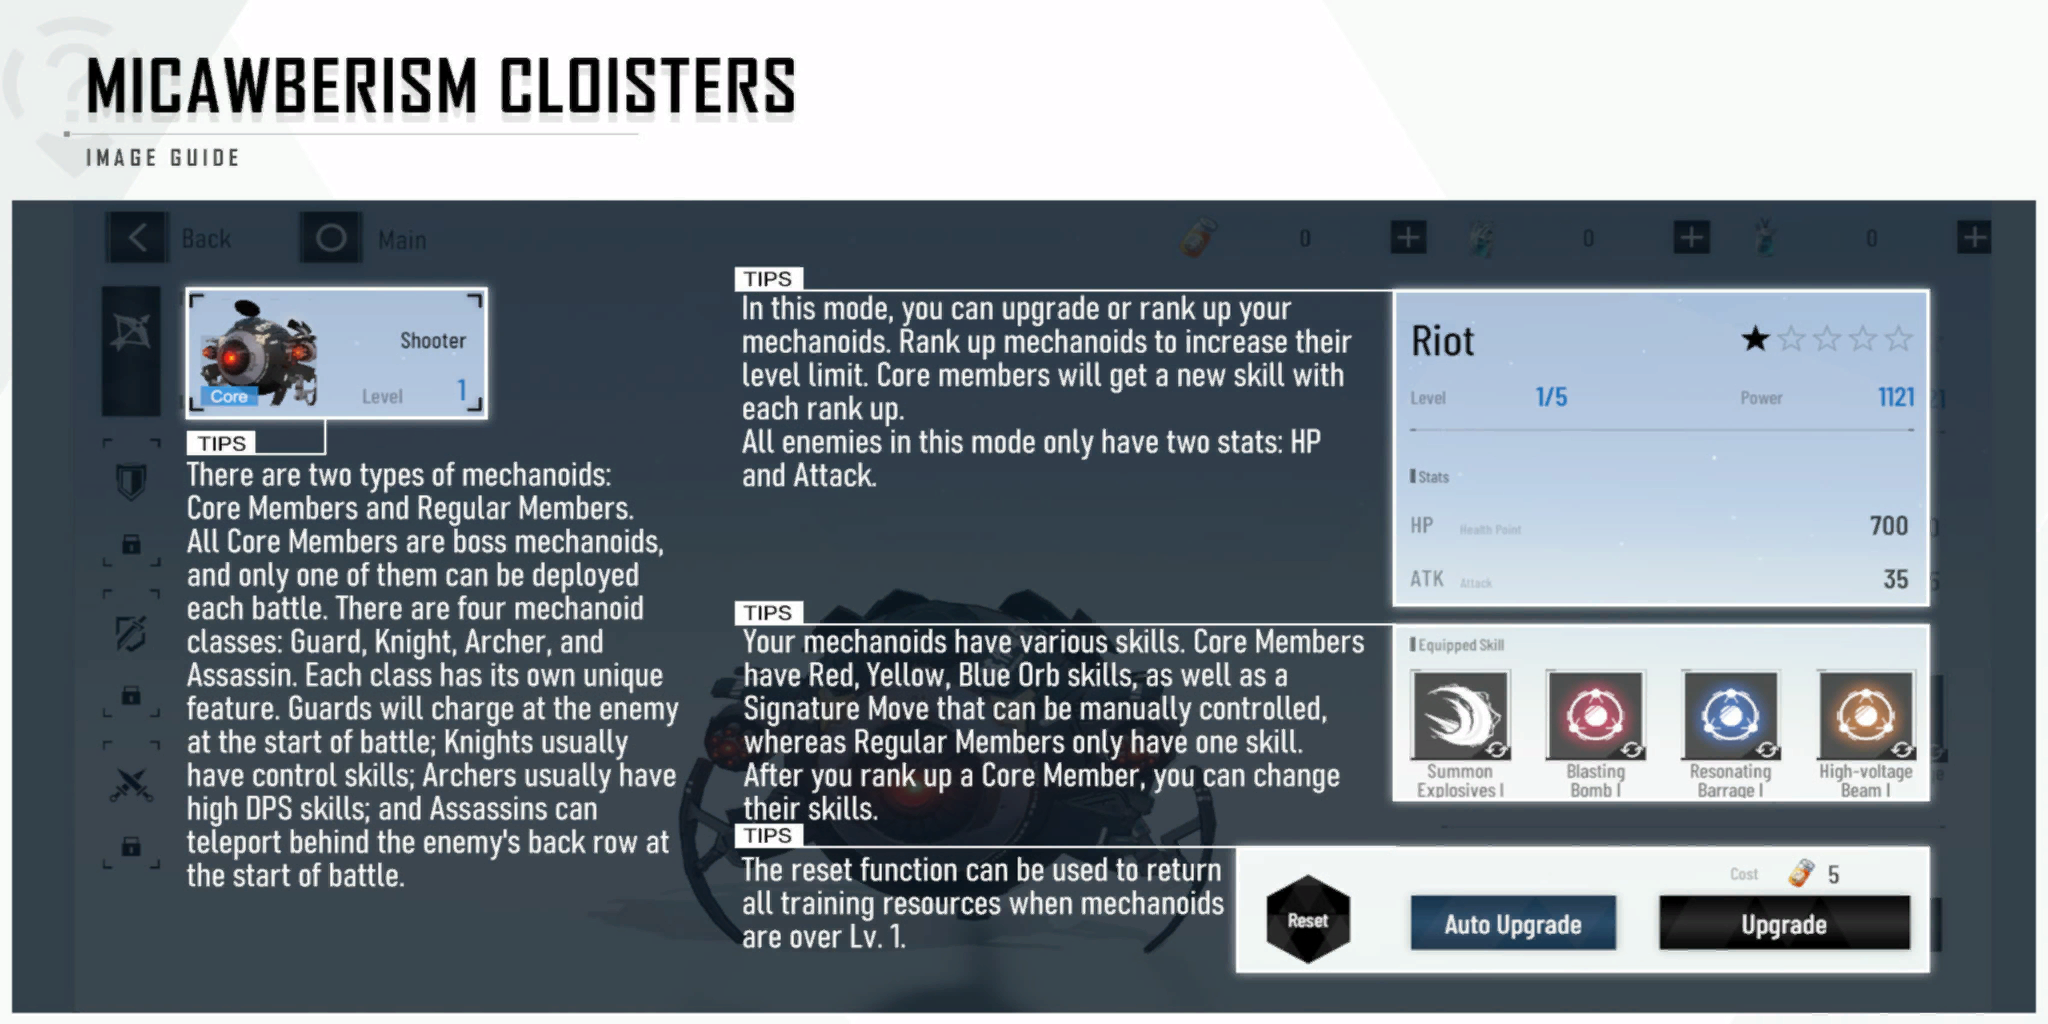 MICAWBERISM CLOISTERS
IMAGE GUIDE
Back
Main
0
0
0
Shooter
Core
Level 1
TIPS
There are two types of mechanoids:
Core Members and Regular Members.
All Core Members are boss mechanoids,
and only one of them can be deployed
each battle. There are four mechanoid
classes: Guard, Knight, Archer, and
Assassin. Each class has its own unique
feature. Guards will charge at the enemy
at the start of battle; Knights usually
have control skills; Archers usually have
high DPS skills; and Assassins can
teleport behind the enemy's back row at
the start of battle.
TIPS
In this mode, you can upgrade or rank up your
mechanoids. Rank up mechanoids to increase their
level limit. Core members will get a new skill with
each rank up.
All enemies in this mode only have two stats: HP
and Attack.
TIPS
Your mechanoids have various skills. Core Members
have Red, Yellow, Blue Orb skills, as well as a
Signature Move that can be manually controlled,
whereas Regular Members only have one skill.
After you rank up a Core Member, you can change
their skills.
TIPS
The reset function can be used to return
all training resources when mechanoids
are over Lv. 1.
Riot
Level 1/5 Power 1121
Stats
HP Health Point 700
ATK Attack 35
Equipped Skill
Summon
Explosives I
Blasting
Bomb I
Resonating
Barrage I
High-voltage
Beam I
Cost 5
Reset
Auto Upgrade
Upgrade